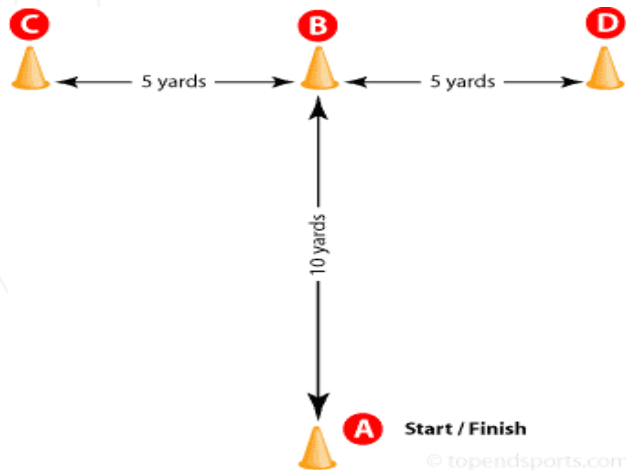 C
B
D
5 yards
5 yards
10 yards
A
Start / Finish
© topendsports.com